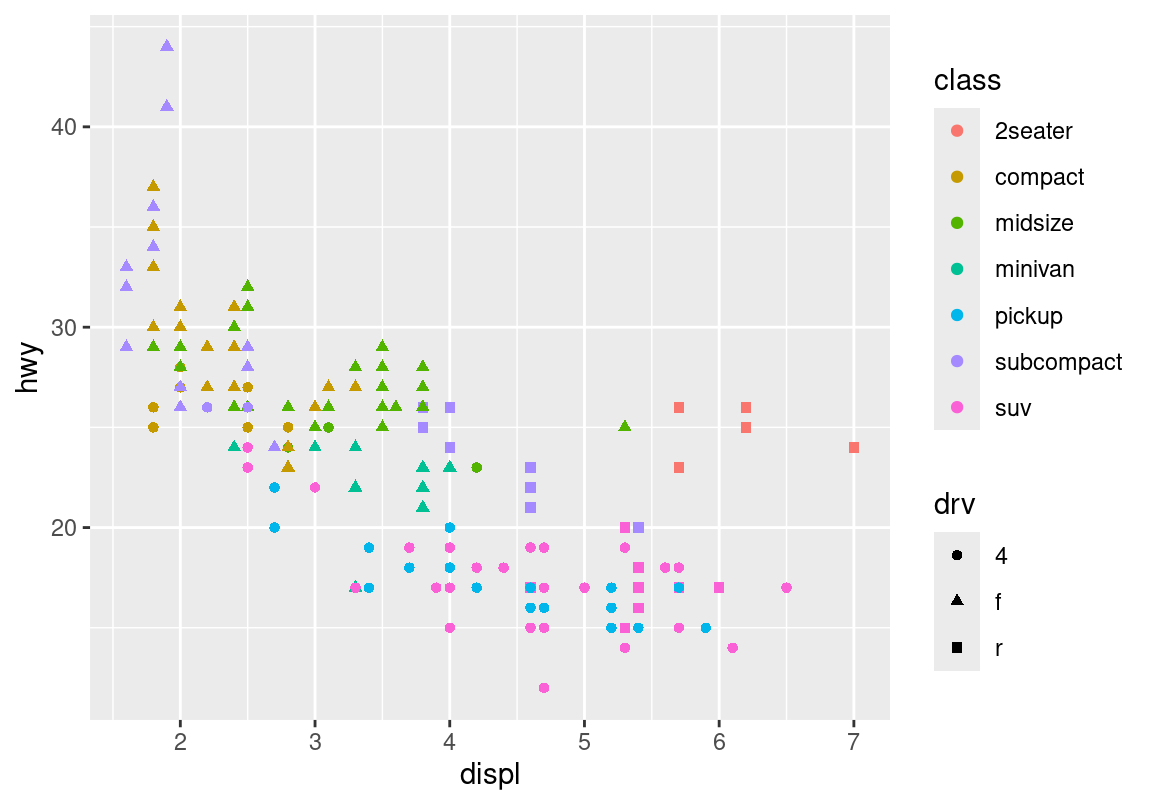 40
30
20
hwy
2 3 4 5 6 7
displ
class
2seater
compact
midsize
minivan
pickup
subcompact
suv
drv
4
f
r